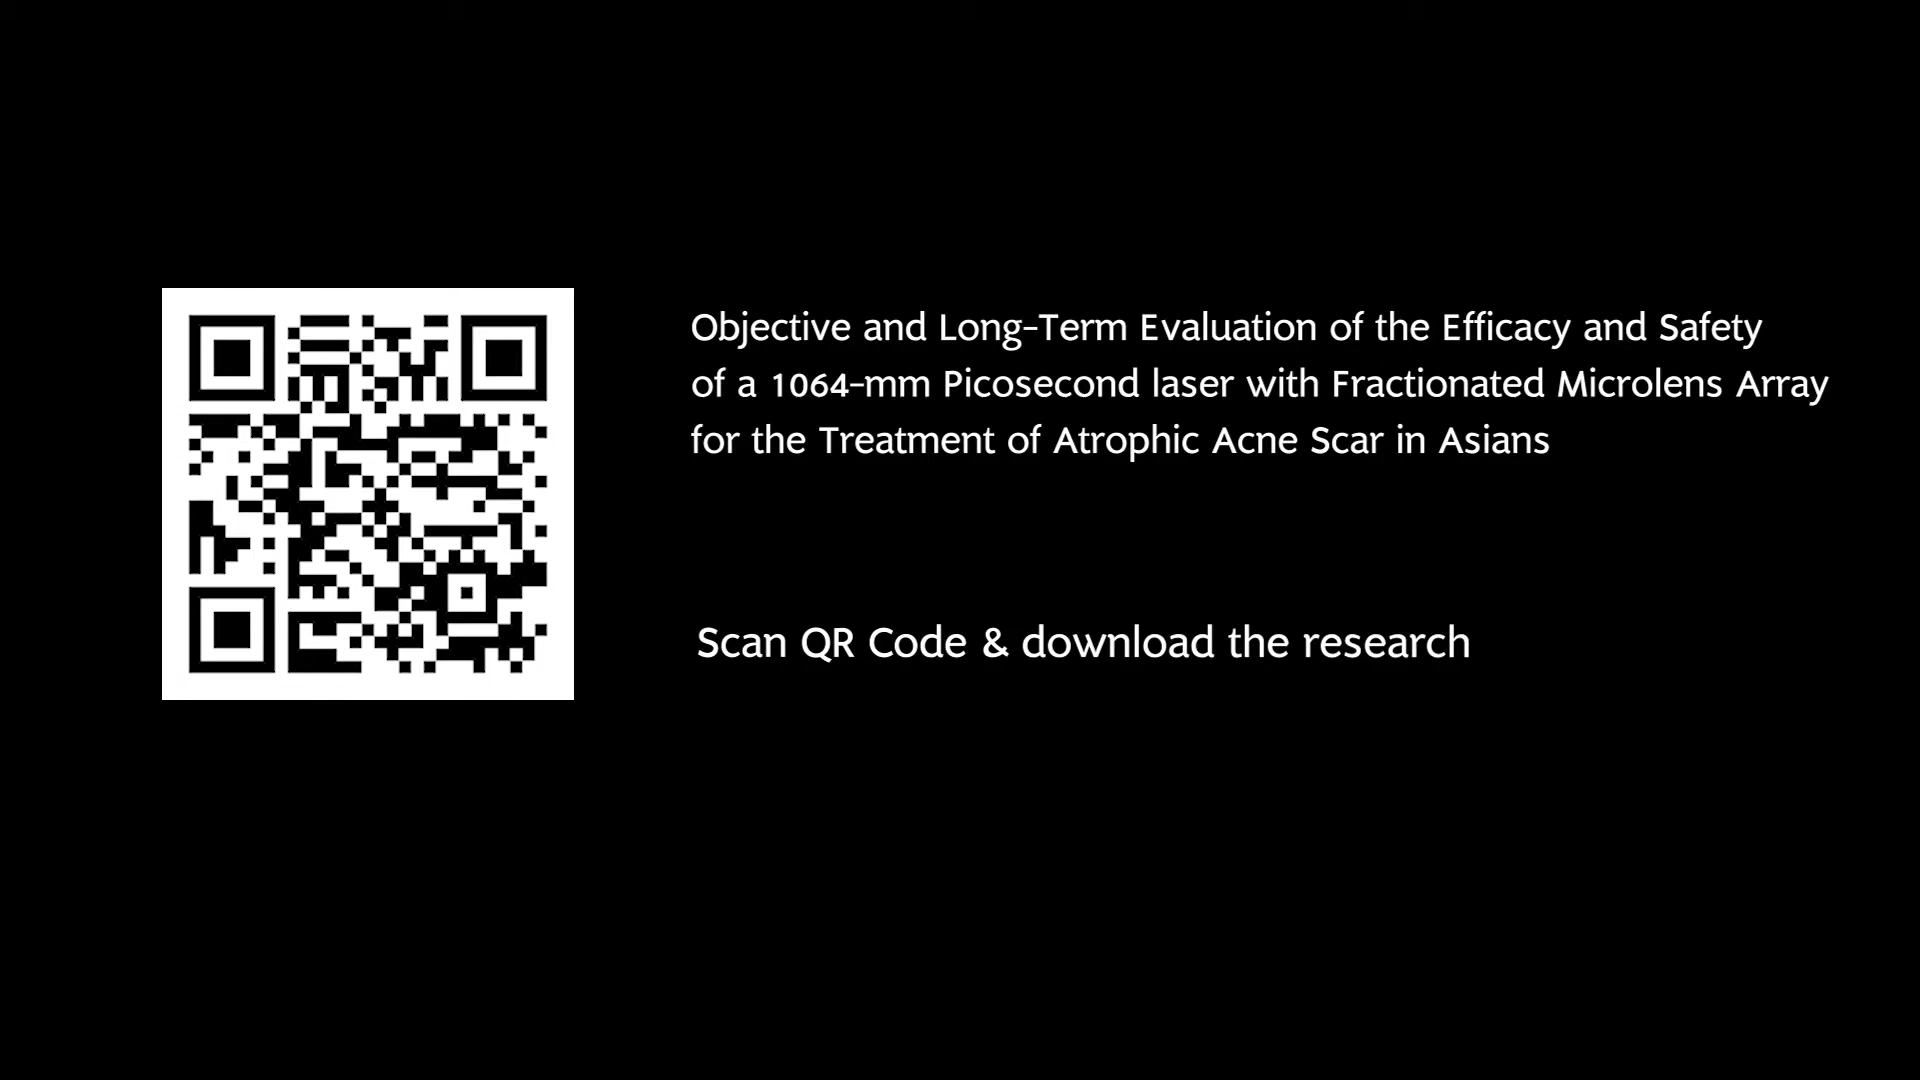 Objective and Long-Term Evaluation of the Efficacy and Safety
of a 1064-mm Picosecond laser with Fractionated Microlens Array
for the Treatment of Atrophic Acne Scar in Asians
Scan QR Code & download the research